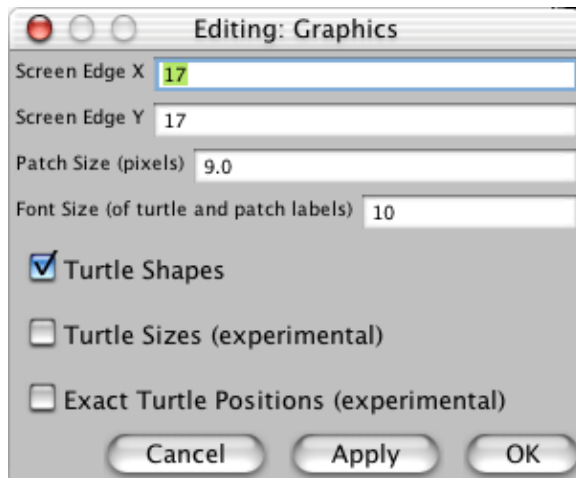 Editing: Graphics
Screen Edge X 17
Screen Edge Y 17
Patch Size (pixels) 9.0
Font Size (of turtle and patch labels) 10
Turtle Shapes
Turtle Sizes (experimental)
Exact Turtle Positions (experimental)
Cancel Apply OK